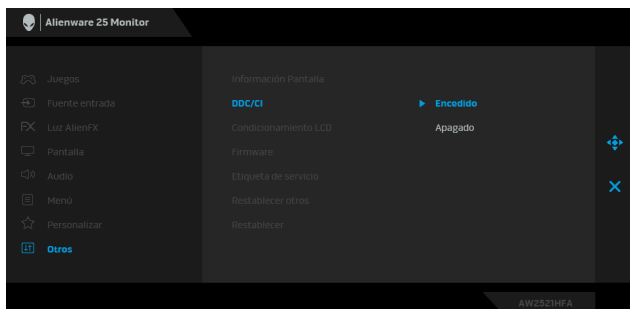 Alienware 25 Monitor
Juegos
Información Pantalla
Fuente entrada
DDC/CI
Encedido
Luz AlienFX
Condicionamiento LCD
Apagado
Pantalla
Firmware
Audio
Etiqueta de servicio
Menú
Restablecer otros
Personalizar
Restablecer
Otros
AW2521HFA